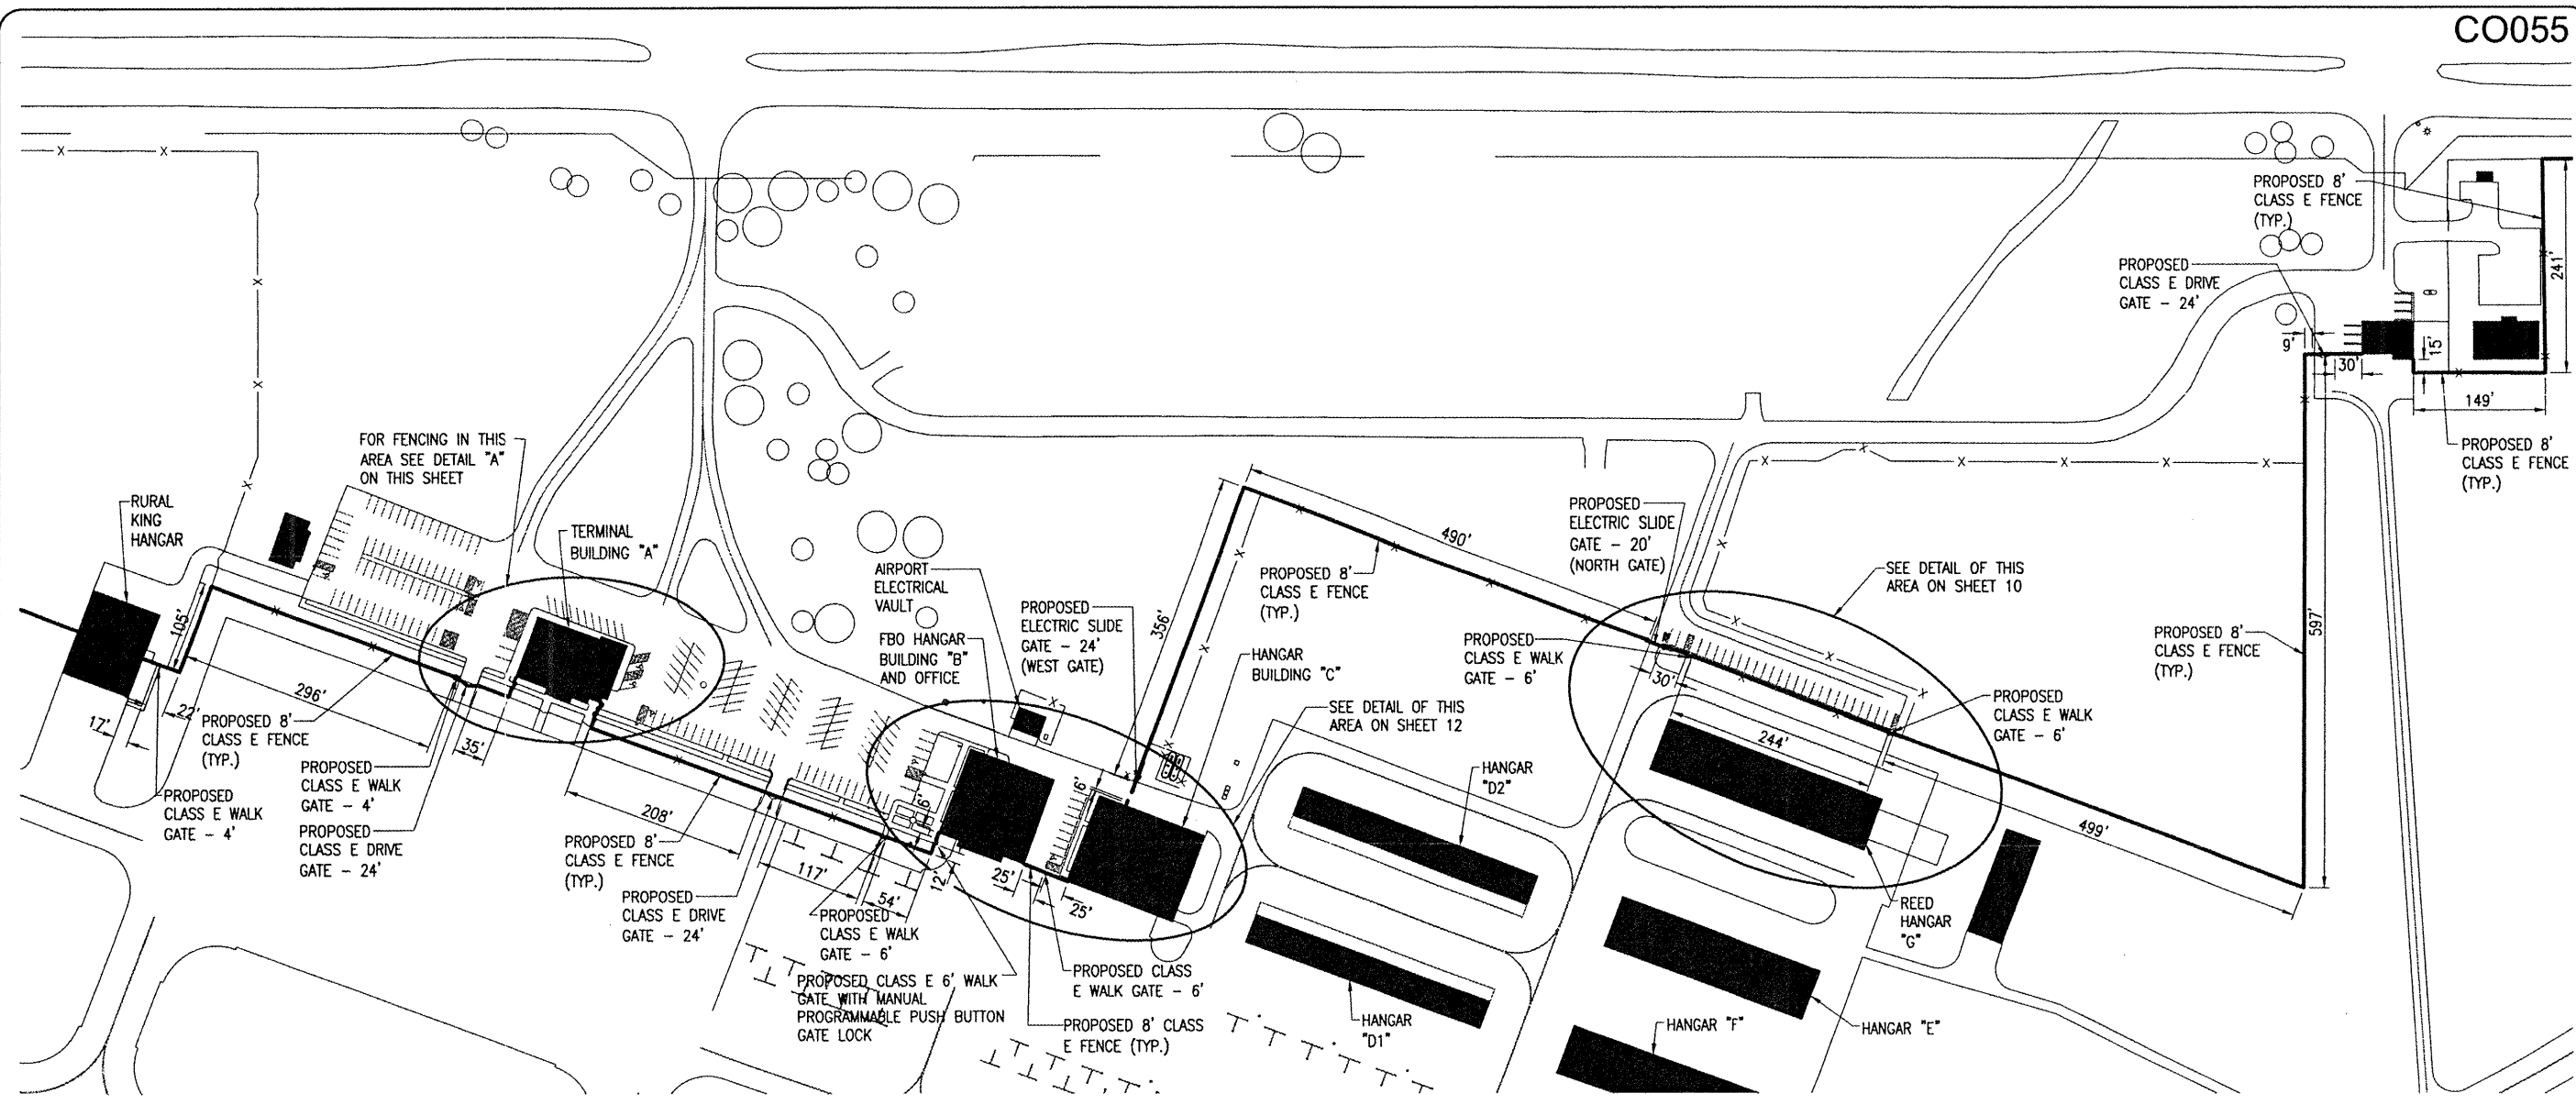 CO055
PROPOSED 8'
CLASS E FENCE
(TYP.)
241'
PROPOSED
CLASS E DRIVE
GATE - 24'
9'
30'
15'
149'
PROPOSED 8'
CLASS E FENCE
(TYP.)
FOR FENCING IN THIS
AREA SEE DETAIL "A"
ON THIS SHEET
RURAL
KING
HANGAR
TERMINAL
BUILDING "A"
105'
296'
17'
22'
35'
PROPOSED 8'
CLASS E FENCE
(TYP.)
PROPOSED
CLASS E WALK
GATE - 4'
PROPOSED
CLASS E WALK
GATE - 4'
PROPOSED
CLASS E DRIVE
GATE - 24'
AIRPORT
ELECTRICAL
VAULT
FBO HANGAR
BUILDING "B"
AND OFFICE
PROPOSED
ELECTRIC SLIDE
GATE - 24'
(WEST GATE)
356'
490'
PROPOSED 8'
CLASS E FENCE
(TYP.)
HANGAR
BUILDING "C"
SEE DETAIL OF THIS
AREA ON SHEET 12
PROPOSED
ELECTRIC SLIDE
GATE - 20'
(NORTH GATE)
PROPOSED
CLASS E WALK
GATE - 6'
30'
SEE DETAIL OF THIS
AREA ON SHEET 10
PROPOSED
CLASS E WALK
GATE - 6'
244'
499'
PROPOSED 8'
CLASS E FENCE
(TYP.)
597'
208'
PROPOSED 8'
CLASS E FENCE
(TYP.)
PROPOSED
CLASS E DRIVE
GATE - 24'
117'
54'
12'
25'
25'
6'
PROPOSED
CLASS E WALK
GATE - 6'
PROPOSED CLASS E 6' WALK
GATE WITH MANUAL
PROGRAMMABLE PUSH BUTTON
GATE LOCK
PROPOSED CLASS
E WALK GATE - 6'
PROPOSED 8' CLASS
E FENCE (TYP.)
HANGAR
"D2"
HANGAR
"D1"
REED
HANGAR
"G"
HANGAR "F"
HANGAR "E"